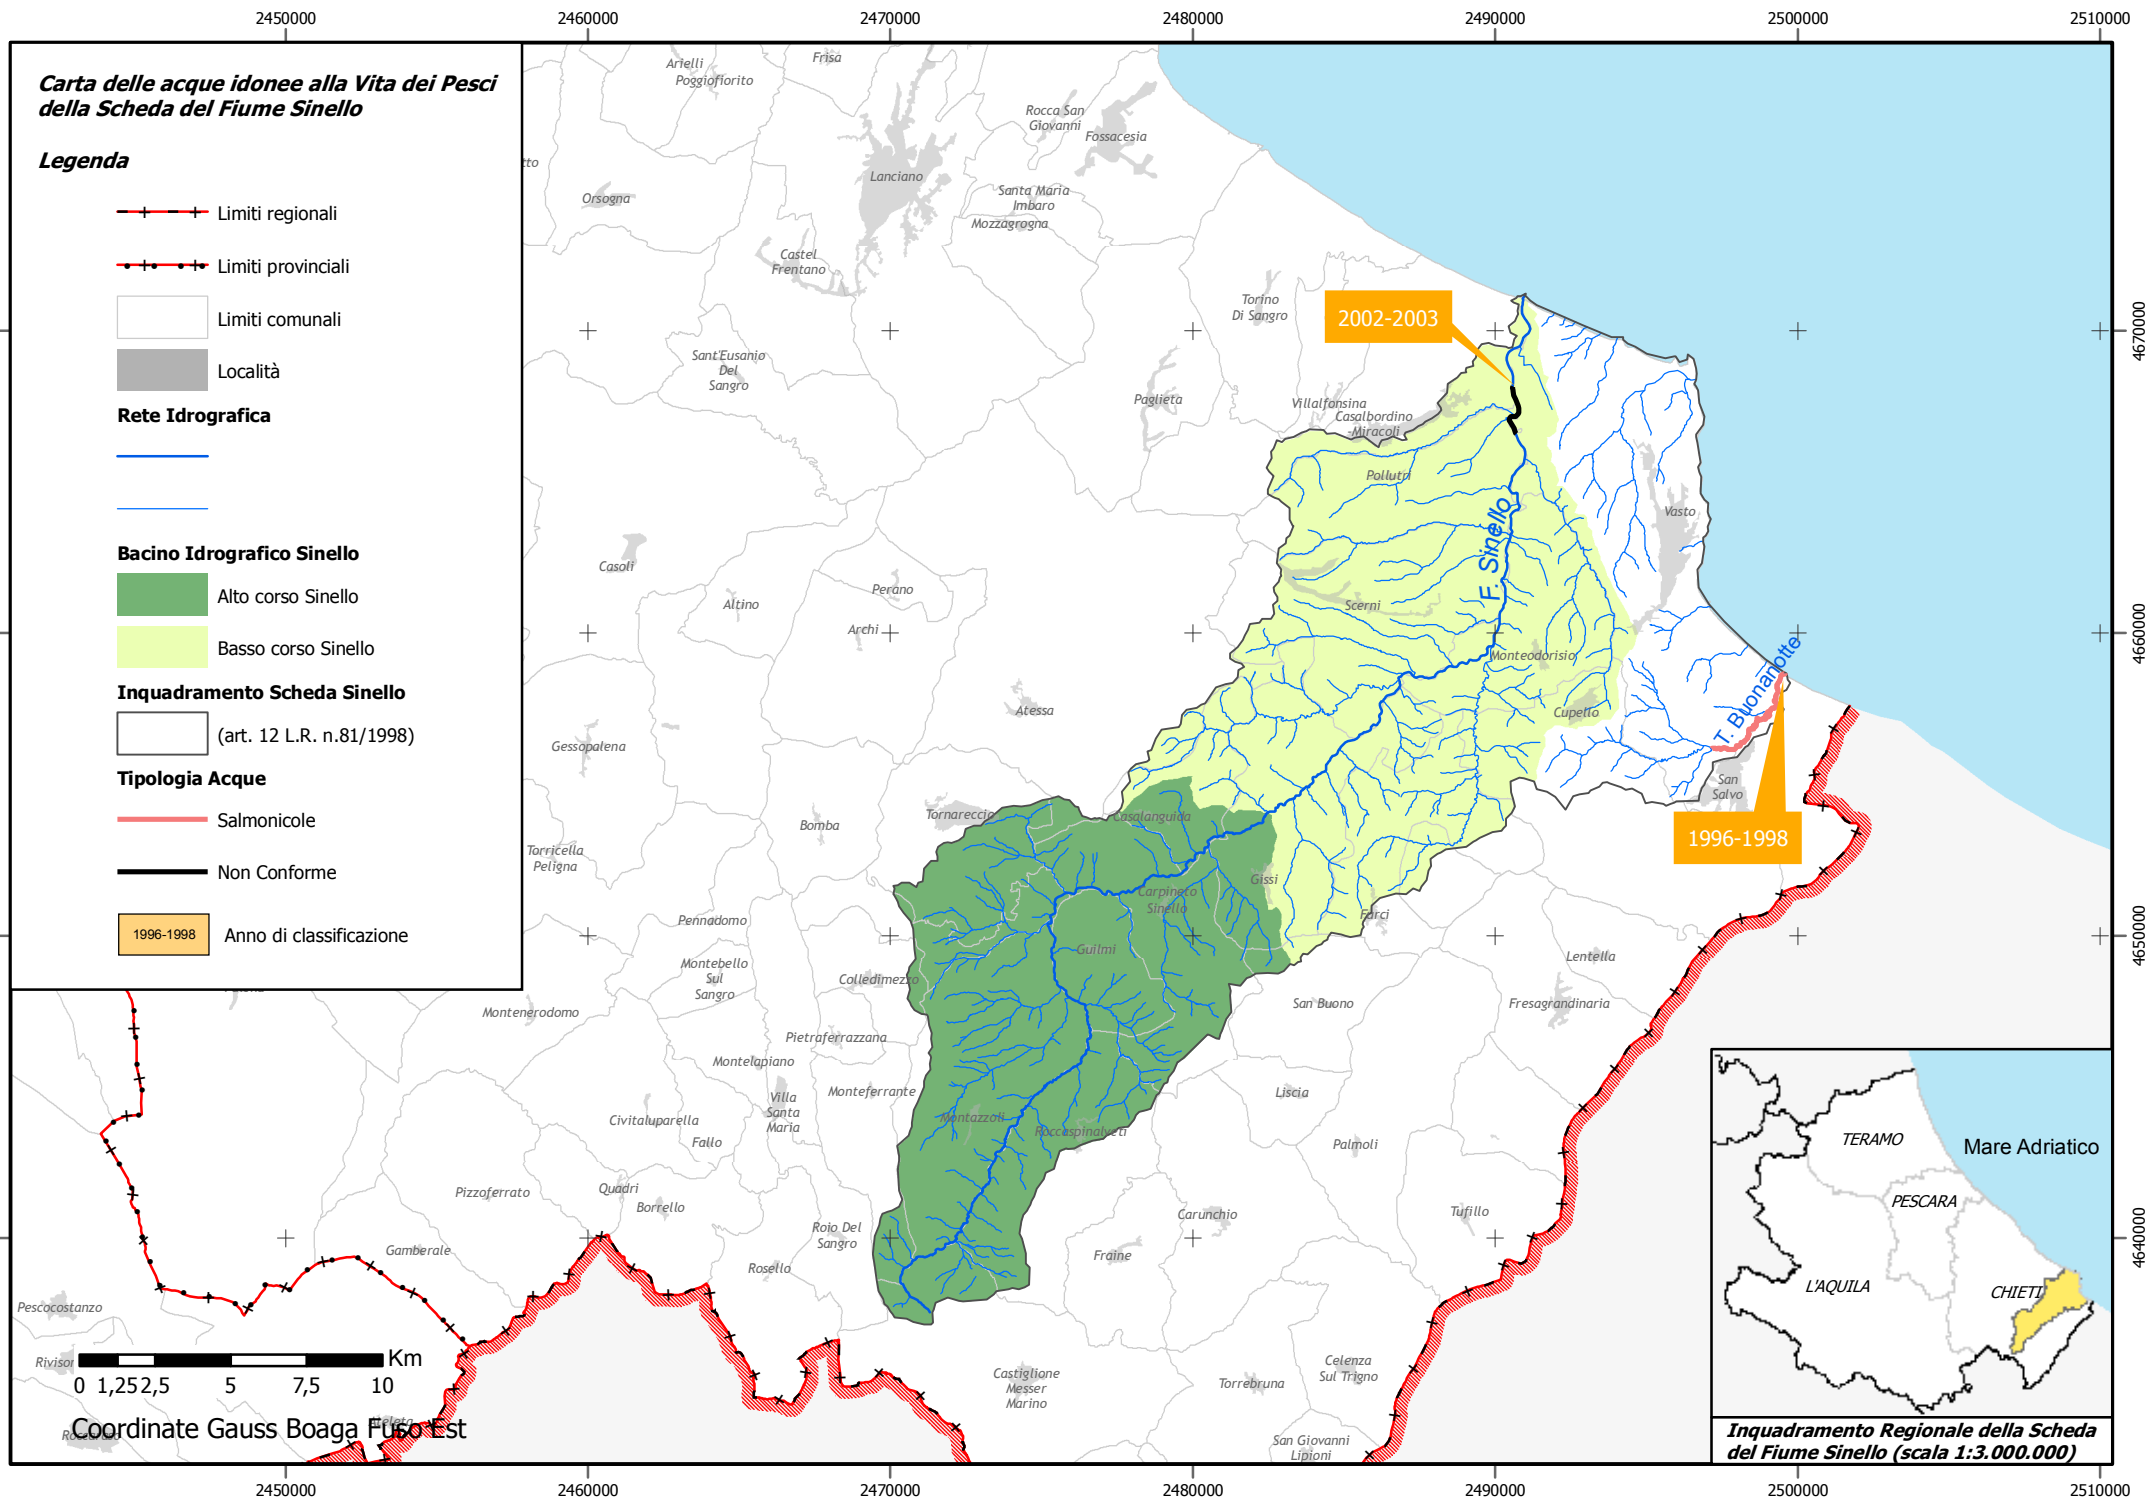 2450000
2460000
2470000
2480000
2490000
2500000
2510000
Carta delle acque idonee alla Vita dei Pesci
della Scheda del Fiume Sinello
Legenda
Limiti regionali
Limiti provinciali
Limiti comunali
Località
Rete Idrografica
Bacino Idrografico Sinello
Alto corso Sinello
Basso corso Sinello
Inquadramento Scheda Sinello
(art. 12 L.R. n.81/1998)
Tipologia Acque
Salmonicole
Non Conforme
1996-1998
Anno di classificazione
Arielli
Poggiofiorito
Frisa
Rocca San
Giovanni
Fossacesia
Lanciano
Orsogna
Santa Maria
Imbaro
Mozzagrogna
Castel
Frentano
Torino
Di Sangro
2002-2003
4670000
Sant'Eusanio
Del
Sangro
Paglieta
Villalfonsina
Casalbordino
-Miracoli
Pollutri
Vasto
F. Sinello
Casoli
Altino
Perano
Archi
Scerni
4660000
Monteodorisio
T. Buonanotte
Cupello
Atessa
Gessopalena
San
Salvo
Tornareccio
Casalanguida
Bomba
1996-1998
Torricella
Peligna
Gissi
Carpineto
Sinello
Furci
Pennadomo
4650000
Guilmi
Lentella
Montebello
Sul
Sangro
Colledimezzo
San Buono
Fresagrandinaria
Montenerodomo
Pietraferrazzana
Montelapiano
Monteferrante
Liscia
Villa
Santa
Maria
Civitaluparella
Fallo
Montazzoli
Roccaspinalveti
Palmoli
Pizzoferrato
Quadri
Borrello
Roio Del
Sangro
Carunchio
Tufillo
4640000
Gamberale
Rosello
Fraine
Pescocostanzo
Castiglione
Messer
Marino
Torrebruna
Celenza
Sul Trigno
San Giovanni
Lipioni
Ateleta
Km
0 1,25 2,5 5 7,5 10
Coordinate Gauss Boaga Fuso Est
TERAMO
Mare Adriatico
PESCARA
L'AQUILA
CHIETI
Inquadramento Regionale della Scheda
del Fiume Sinello (scala 1:3.000.000)
2450000
2460000
2470000
2480000
2490000
2500000
2510000